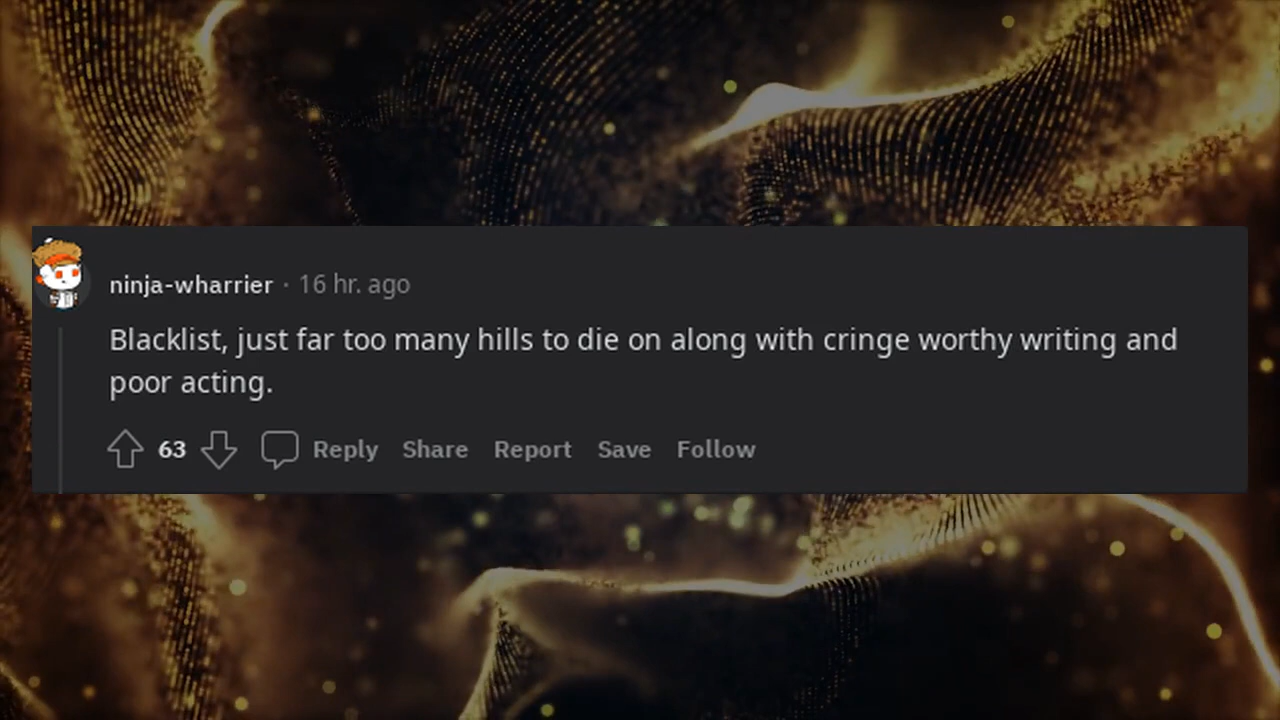 ninja-wharrier · 16 hr. ago
Blacklist, just far too many hills to die on along with cringe worthy writing and
poor acting.
63 Reply Share Report Save Follow